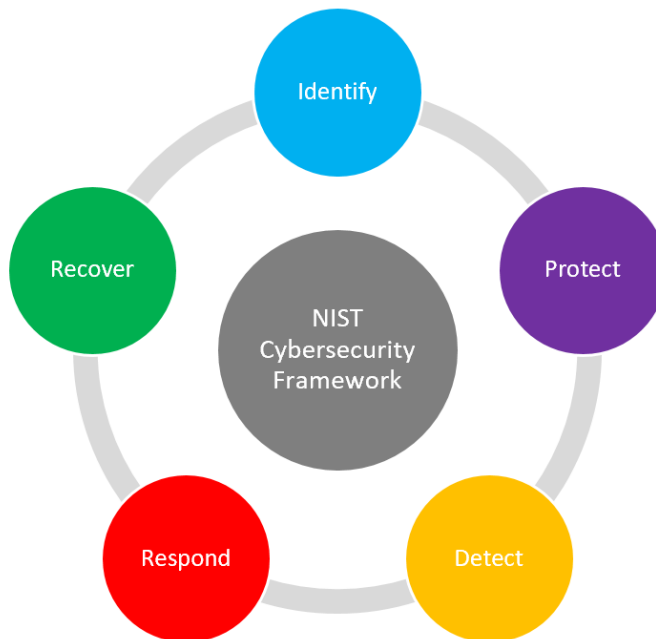 Identify
Protect
Detect
Respond
Recover
NIST
Cybersecurity
Framework